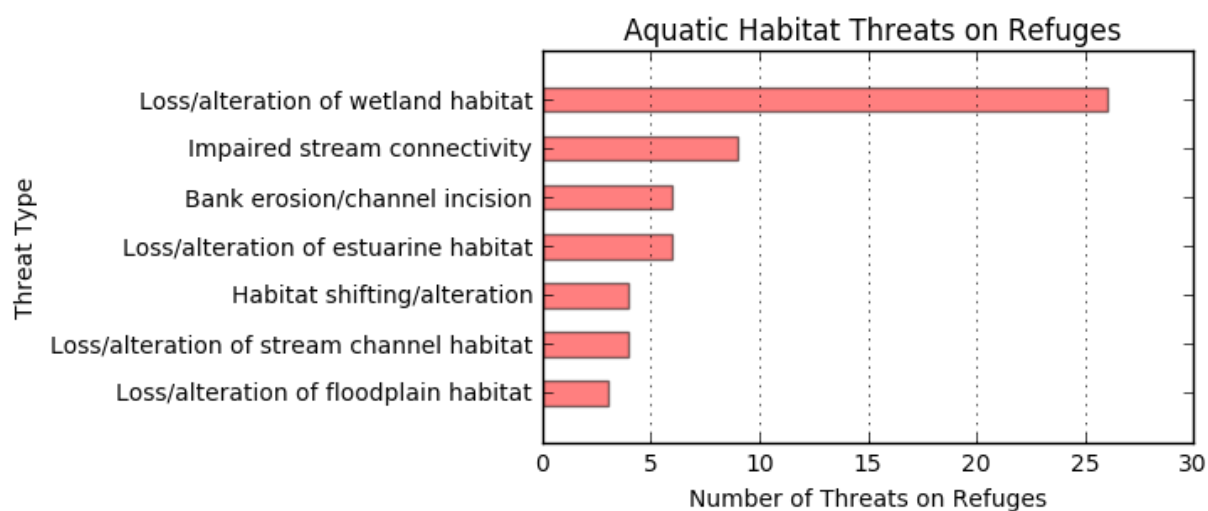 Aquatic Habitat Threats on Refuges
Threat Type
Loss/alteration of wetland habitat
Impaired stream connectivity
Bank erosion/channel incision
Loss/alteration of estuarine habitat
Habitat shifting/alteration
Loss/alteration of stream channel habitat
Loss/alteration of floodplain habitat
0 5 10 15 20 25 30
Number of Threats on Refuges